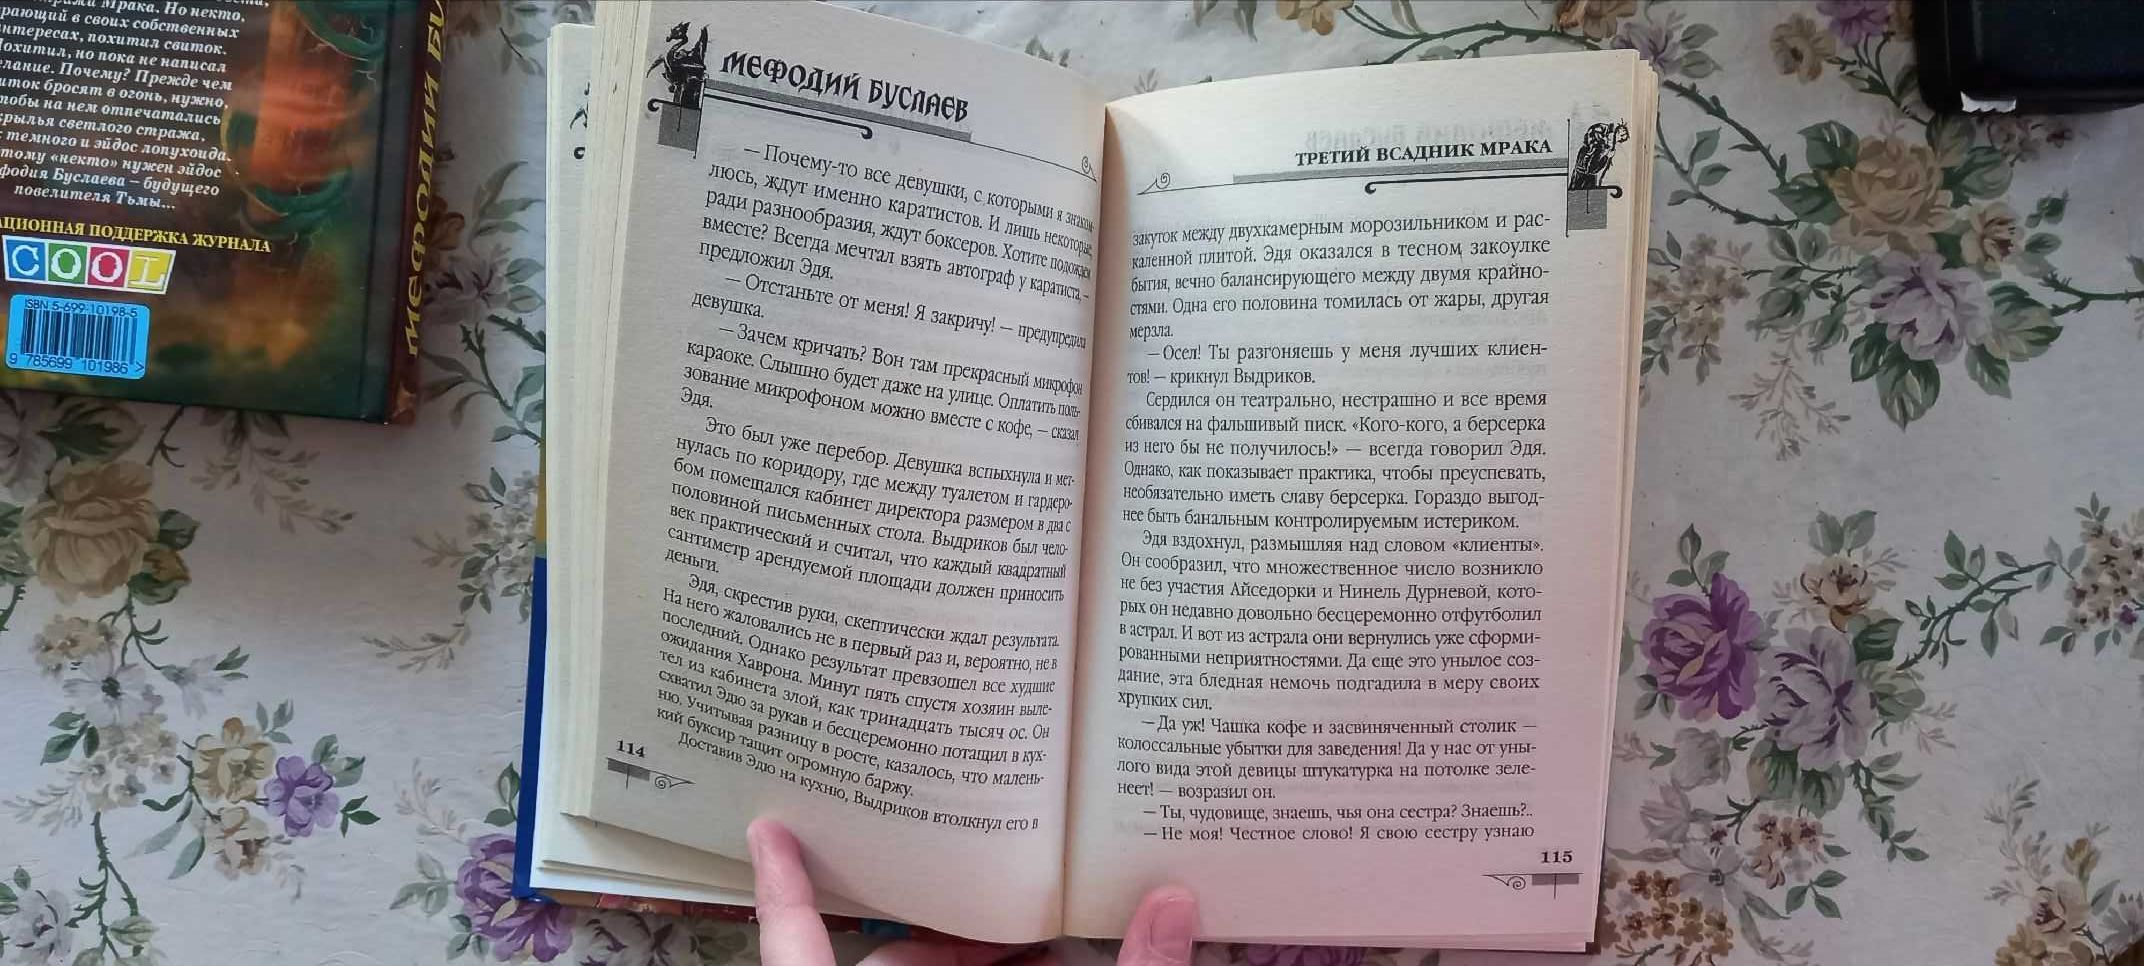 Мрака. Но некто,
рающий в своих собственных
нтересах, похитил свиток.
Похитил, но пока не написал
елание. Почему? Прежде чем
иток бросят в огонь, нужно,
тобы на нем отпечатались
крылья светлого стража,
темного и эйдос лопухоида.
тому «некто» нужен эйдос
фодия Буслаева – будущего
повелителя Тьмы...
АЦИОННАЯ ПОДДЕРЖКА ЖУРНАЛА
COOL
ISBN 5-699-10198-5
9 785699 101986 >
МЕФОДИЙ БУ
МЕФОДИЙ БУСЛАЕВ
— Почему-то все девушки, с которыми я знаком-
люсь, ждут именно каратистов. И лишь некоторые,
ради разнообразия, ждут боксеров. Хотите подождем
вместе? Всегда мечтал взять автограф у каратиста, –
предложил Эдя.
— Отстаньте от меня! Я закричу! — предупредила
девушка.
— Зачем кричать? Вон там прекрасный микрофон
караоке. Слышно будет даже на улице. Оплатить поль-
зование микрофоном можно вместе с кофе, — сказал
Эдя.
Это был уже перебор. Девушка вспыхнула и мет-
нулась по коридору, где между туалетом и гардеро-
бом помещался кабинет директора размером в два с
половиной письменных стола. Выдриков был чело-
век практический и считал, что каждый квадратный
сантиметр арендуемой площади должен приносить
деньги.
Эдя, скрестив руки, скептически ждал результата.
На него жаловались не в первый раз и, вероятно, не в
последний. Однако результат превзошел все худшие
ожидания Хаврона. Минут пять спустя хозяин выле-
тел из кабинета злой, как тринадцать тысяч ос. Он
схватил Эдю за рукав и бесцеремонно потащил в кух-
ню. Учитывая разницу в росте, казалось, что малень-
кий буксир тащит огромную баржу.
Доставив Эдю на кухню, Выдриков втолкнул его в
114
ТРЕТИЙ ВСАДНИК МРАКА
закуток между двухкамерным морозильником и рас-
каленной плитой. Эдя оказался в тесном закоулке
бытия, вечно балансирующего между двумя крайно-
стями. Одна его половина томилась от жары, другая
мерзла.
— Осел! Ты разгоняешь у меня лучших клиен-
тов! — крикнул Выдриков.
Сердился он театрально, нестрашно и все время
сбивался на фальшивый писк. «Кого-кого, а берсерка
из него бы не получилось!» — всегда говорил Эдя.
Однако, как показывает практика, чтобы преуспевать,
необязательно иметь славу берсерка. Гораздо выгод-
нее быть банальным контролируемым истериком.
Эдя вздохнул, размышляя над словом «клиенты».
Он сообразил, что множественное число возникло
не без участия Айседорки и Нинель Дурневой, кото-
рых он недавно довольно бесцеремонно отфутболил
в астрал. И вот из астрала они вернулись уже сформи-
рованными неприятностями. Да еще это унылое соз-
дание, эта бледная немочь подгадила в меру своих
хрупких сил.
— Да уж! Чашка кофе и засвиняченный столик —
колоссальные убытки для заведения! Да у нас от уны-
лого вида этой девицы штукатурка на потолке зеле-
неет! — возразил он.
— Ты, чудовище, знаешь, чья она сестра? Знаешь?..
— Не моя! Честное слово! Я свою сестру узнаю
115